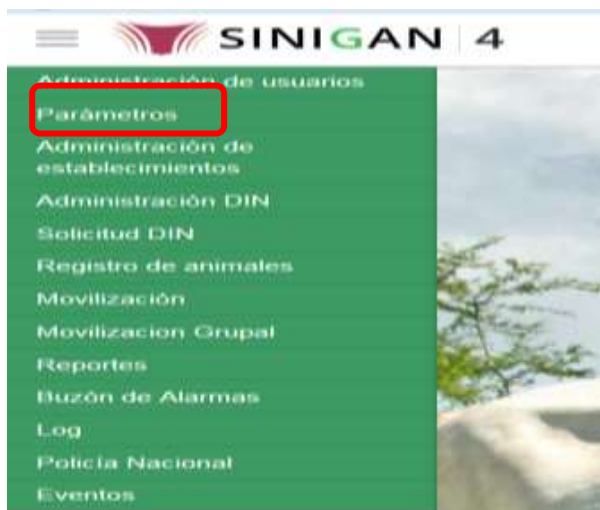 SINIGAN 4
Administración de usuarios
Parámetros
Administración de
establecimientos
Administración DIN
Solicitud DIN
Registro de animales
Movilización
Movilizacion Grupal
Reportes
Buzón de Alarmas
Log
Policía Nacional
Eventos